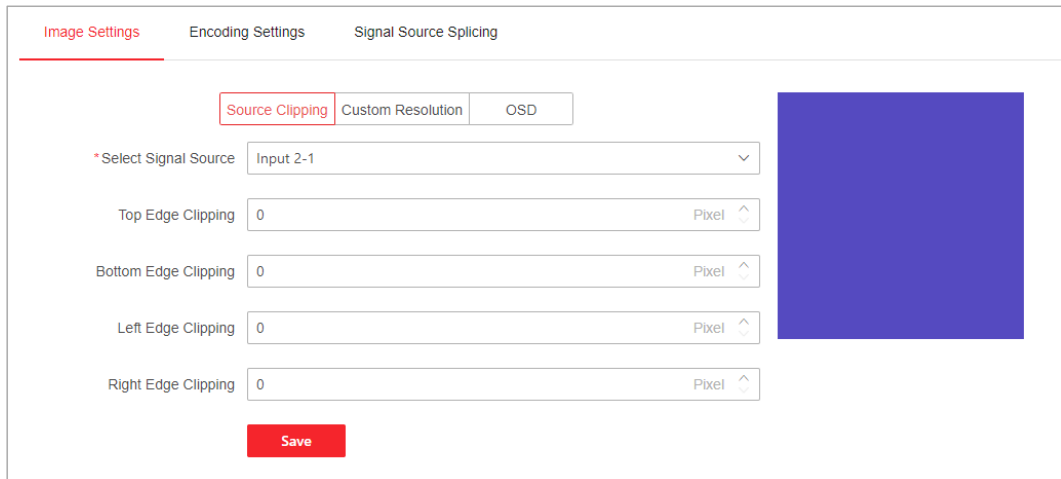 Image Settings Encoding Settings Signal Source Splicing
Source Clipping Custom Resolution OSD
*Select Signal Source Input 2-1
Top Edge Clipping 0 Pixel
Bottom Edge Clipping 0 Pixel
Left Edge Clipping 0 Pixel
Right Edge Clipping 0 Pixel
Save